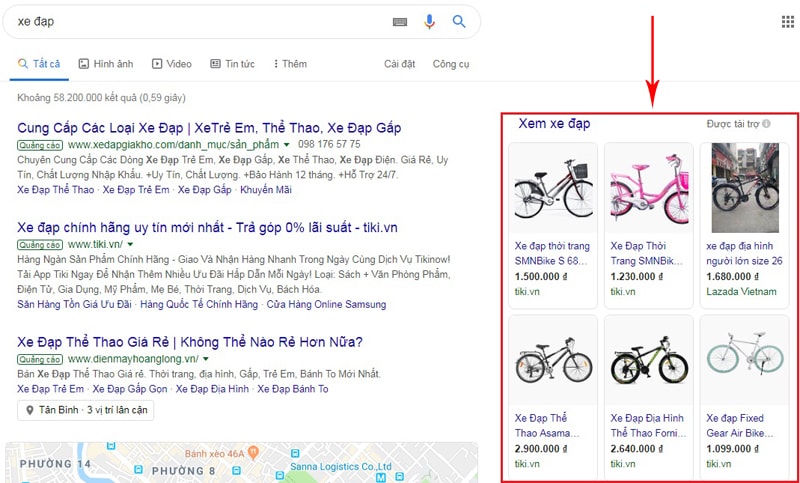 xe đạp
Tất cả
Hình ảnh
Video
Tin tức
Thêm
Cài đặt
Công cụ
Khoảng 58.200.000 kết quả (0,59 giây)
Cung Cấp Các Loại Xe Đạp | XeTrẻ Em, Thể Thao, Xe Đạp Gấp
Quảng cáo www.xedapgiakho.com/danh_mục/sản_phẩm 098 176 57 75
Chuyên Cung Cấp Các Dòng Xe Đạp Trẻ Em, Xe Đạp Gấp, Xe Thể Thao, Xe Đạp Điện. Giá Rẻ, Uy
Tín, Chất Lượng Nhập Khẩu. +Uy Tín, Chất Lượng. +Bảo Hành 12 tháng. +Hỗ Trợ 24/7.
Xe Đạp Thể Thao · Xe Đạp Trẻ Em · Xe Đạp Gấp · Khuyến Mãi
Xe đạp chính hãng uy tín mới nhất - Trả góp 0% lãi suất - tiki.vn
Quảng cáo www.tiki.vn/
Hàng Ngàn Sản Phẩm Chính Hãng - Giao Và Nhận Hàng Nhanh Trong Ngày Cùng Dịch Vụ Tikinow!
Tải App Tiki Ngay Để Nhận Thêm Nhiều Ưu Đãi Hấp Dẫn Mỗi Ngày! Loại: Sách + Văn Phòng Phẩm,
Điện Tử, Gia Dụng, Mỹ Phẩm, Mẹ Bé, Thời Trang, Dịch Vụ, Bách Hóa.
Săn Hàng Tồn Giá Ưu Đãi · Hàng Quốc Tế Chính Hãng · Cửa Hàng Online Samsung
Xe Đạp Thể Thao Giá Rẻ | Không Thể Nào Rẻ Hơn Nữa?
Quảng cáo www.dienmayhoanglong.vn/
Bán Xe Đạp Thể Thao Giá rẻ. Thời trang, địa hình, Gấp, Trẻ Em, Bánh To Mới Nhất.
Xe Đạp Trẻ Em · Xe Đạp Gấp Gọn · Xe Đạp Địa Hình · Xe Đạp Bánh To
Tân Bình · 3 vị trí lân cận
PHƯỜNG 14
PHƯỜNG 8
Bánh xèo 46A
Sanna Logistics Co.,Ltd
Xem xe đạp
Được tài trợ
Xe đạp thời trang
SMNBike S 68...
1.500.000 ₫
tiki.vn
Xe Đạp Thời
Trang SMNBik...
1.230.000 ₫
tiki.vn
xe đạp địa hình
người lớn size 26
1.680.000 ₫
Lazada Vietnam
Xe Đạp Thể
Thao Asama...
2.900.000 ₫
tiki.vn
Xe Đạp Địa Hình
Thể Thao Forni...
2.640.000 ₫
tiki.vn
Xe đạp Fixed
Gear Air Bike...
1.099.000 ₫
tiki.vn